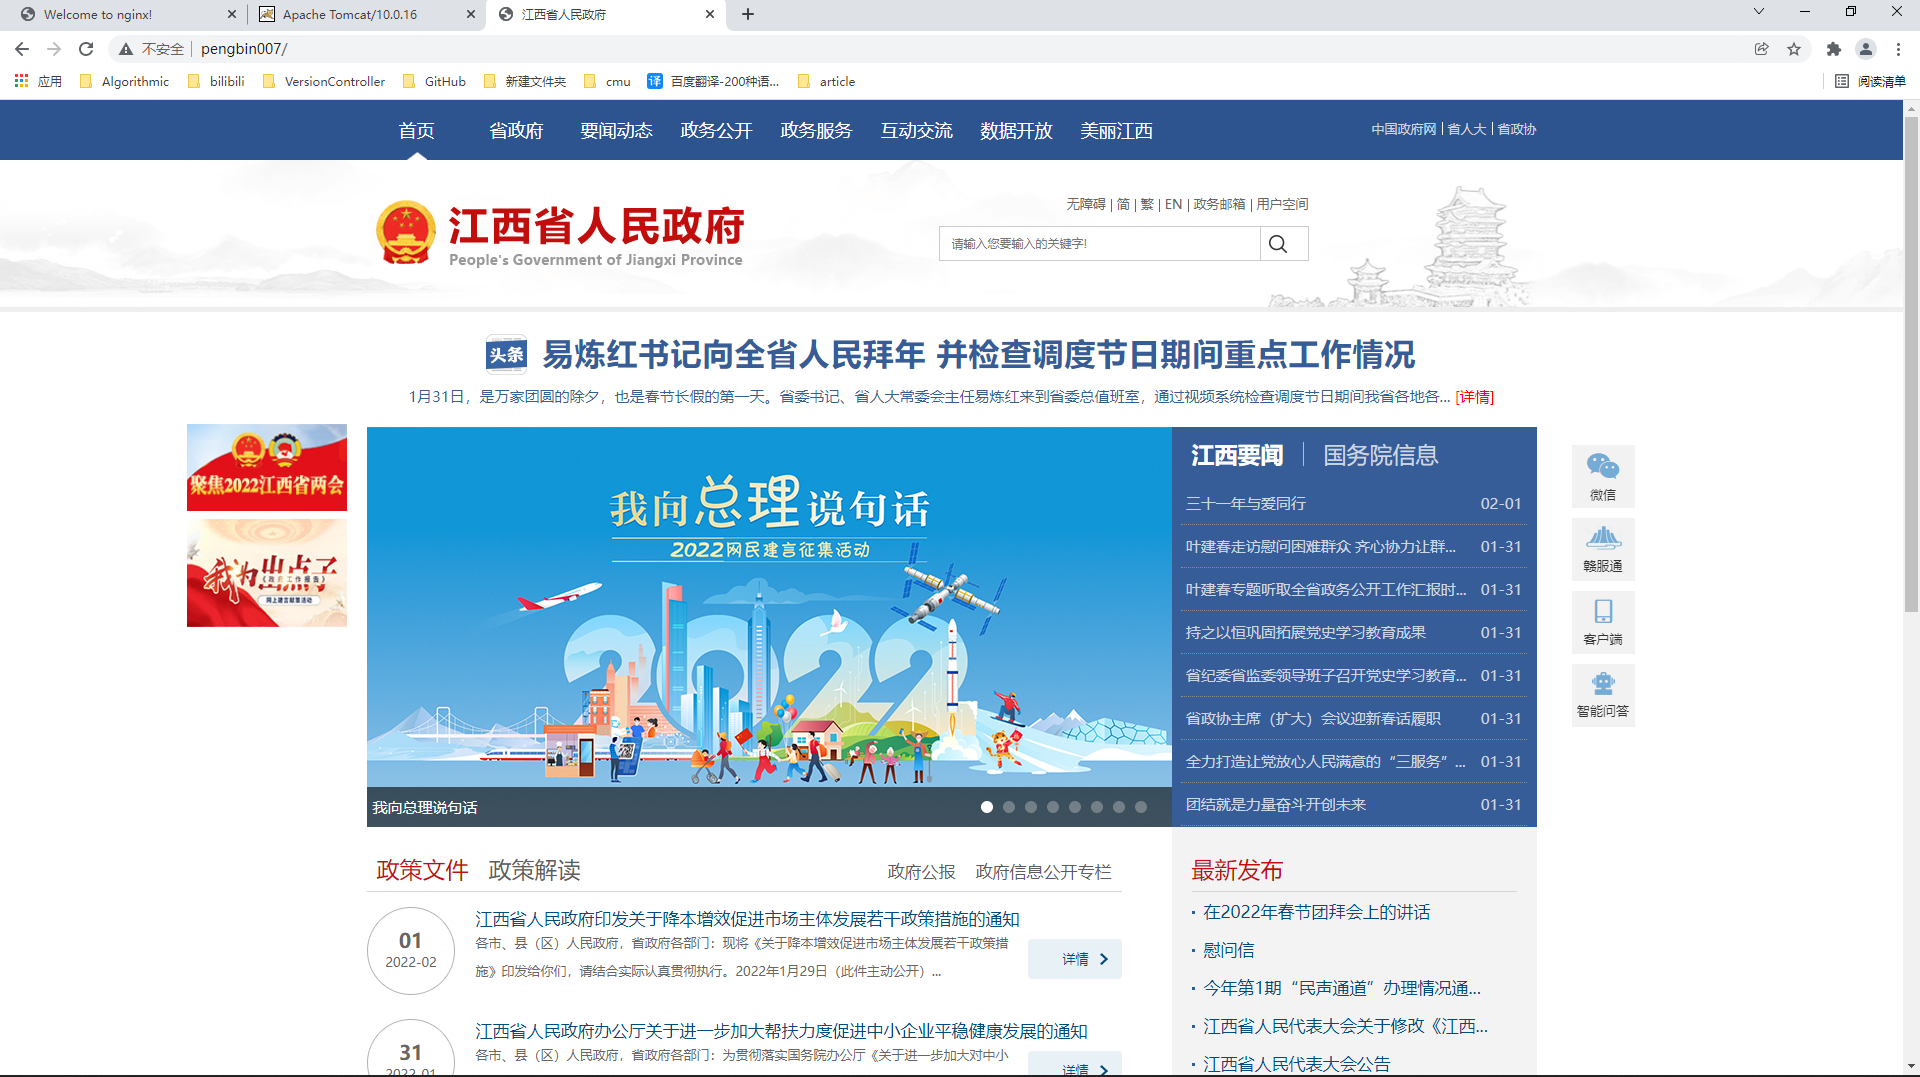 Welcome to nginx!
Apache Tomcat/10.0.16
江西省人民政府
不安全
pengbin007/
应用
Algorithmic
bilibili
VersionController
GitHub
新建文件夹
cmu
译
百度翻译-200种语...
article
阅读清单
首页
省政府
要闻动态
政务公开
政务服务
互动交流
数据开放
美丽江西
中国政府网 | 省人大 | 省政协
江西省人民政府
People's Government of Jiangxi Province
无障碍 | 简 | 繁 | EN | 政务邮箱 | 用户空间
请输入您要输入的关键字!
头条
易炼红书记向全省人民拜年 并检查调度节日期间重点工作情况
1月31日，是万家团圆的除夕，也是春节长假的第一天。省委书记、省人大常委会主任易炼红来到省委总值班室，通过视频系统检查调度节日期间我省各地各... [详情]
聚焦2022江西省两会
我为出点子
《政府工作报告》
网上建言献策活动
我向总理说句话
2022网民建言征集活动
2022
我向总理说句话
江西要闻
国务院信息
三十一年与爱同行 02-01
叶建春走访慰问困难群众 齐心协力让群... 01-31
叶建春专题听取全省政务公开工作汇报时... 01-31
持之以恒巩固拓展党史学习教育成果 01-31
省纪委省监委领导班子召开党史学习教育... 01-31
省政协主席（扩大）会议迎新春话履职 01-31
全力打造让党放心人民满意的“三服务”... 01-31
团结就是力量奋斗开创未来 01-31
微信
赣服通
客户端
智能问答
政策文件
政策解读
政府公报
政府信息公开专栏
01
2022-02
江西省人民政府印发关于降本增效促进市场主体发展若干政策措施的通知
各市、县（区）人民政府，省政府各部门：现将《关于降本增效促进市场主体发展若干政策措
施》印发给你们，请结合实际认真贯彻执行。2022年1月29日（此件主动公开）...
详情
31
2022-01
江西省人民政府办公厅关于进一步加大帮扶力度促进中小企业平稳健康发展的通知
各市、县（区）人民政府，省政府各部门：为贯彻落实国务院办公厅《关于进一步加大对中小
详情
最新发布
· 在2022年春节团拜会上的讲话
· 慰问信
· 今年第1期“民声通道”办理情况通...
· 江西省人民代表大会关于修改《江西...
· 江西省人民代表大会公告